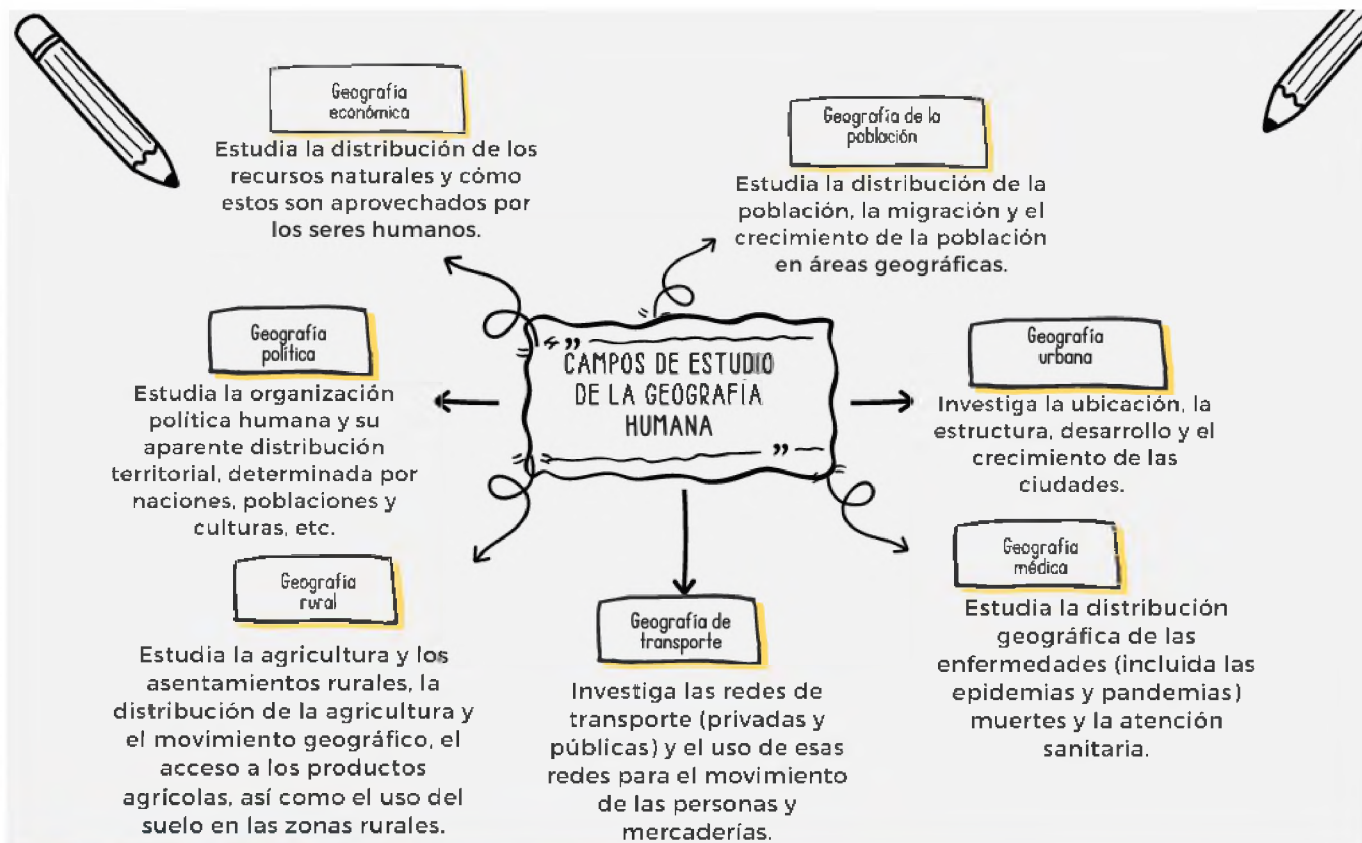 Geografía
económica
Estudia la distribución de los
recursos naturales y cómo
estos son aprovechados por
los seres humanos.
Geografía de la
población
Estudia la distribución de la
población, la migración y el
crecimiento de la población
en áreas geográficas.
Geografía
política
Estudia la organización
política humana y su
aparente distribución
territorial, determinada por
naciones, poblaciones y
culturas, etc.
CAMPOS DE ESTUDIO
DE LA GEOGRAFÍA
HUMANA
Geografía
urbana
Investiga la ubicación, la
estructura, desarrollo y el
crecimiento de las
ciudades.
Geografía
rural
Estudia la agricultura y los
asentamientos rurales, la
distribución de la agricultura y
el movimiento geográfico, el
acceso a los productos
agrícolas, así como el uso del
suelo en las zonas rurales.
Geografía de
transporte
Investiga las redes de
transporte (privadas y
públicas) y el uso de esas
redes para el movimiento
de las personas y
mercaderías.
Geografía
médica
Estudia la distribución
geográfica de las
enfermedades (incluida las
epidemias y pandemias)
muertes y la atención
sanitaria.